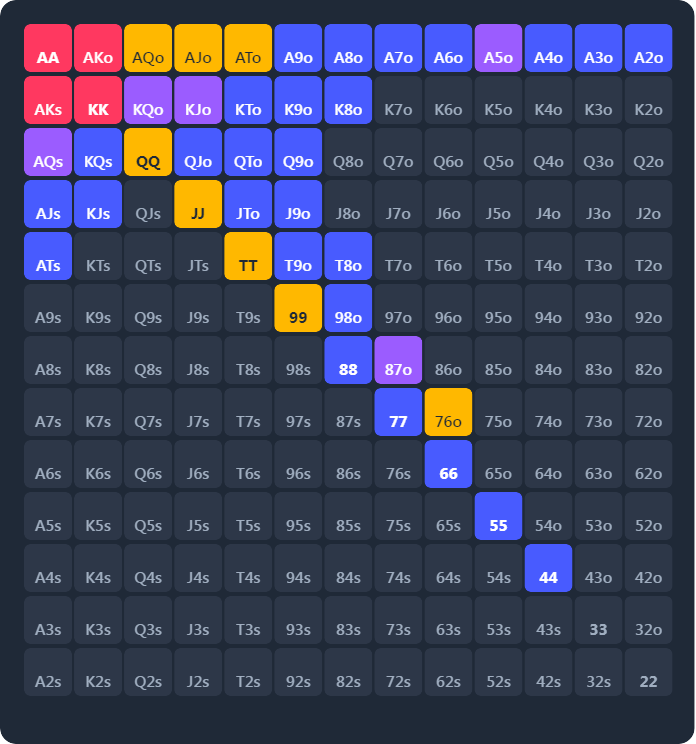 AA AKo AQo AJo ATo A9o A8o A7o A6o A5o A4o A3o A2o
AKs KK KQo KJo KTo K9o K8o K7o K6o K5o K4o K3o K2o
AQs KQs QQ QJo QTo Q9o Q8o Q7o Q6o Q5o Q4o Q3o Q2o
AJs KJs QJs JJ JTo J9o J8o J7o J6o J5o J4o J3o J2o
ATs KTs QTs JTs TT T9o T8o T7o T6o T5o T4o T3o T2o
A9s K9s Q9s J9s T9s 99 98o 97o 96o 95o 94o 93o 92o
A8s K8s Q8s J8s T8s 98s 88 87o 86o 85o 84o 83o 82o
A7s K7s Q7s J7s T7s 97s 87s 77 76o 75o 74o 73o 72o
A6s K6s Q6s J6s T6s 96s 86s 76s 66 65o 64o 63o 62o
A5s K5s Q5s J5s T5s 95s 85s 75s 65s 55 54o 53o 52o
A4s K4s Q4s J4s T4s 94s 84s 74s 64s 54s 44 43o 42o
A3s K3s Q3s J3s T3s 93s 83s 73s 63s 53s 43s 33 32o
A2s K2s Q2s J2s T2s 92s 82s 72s 62s 52s 42s 32s 22